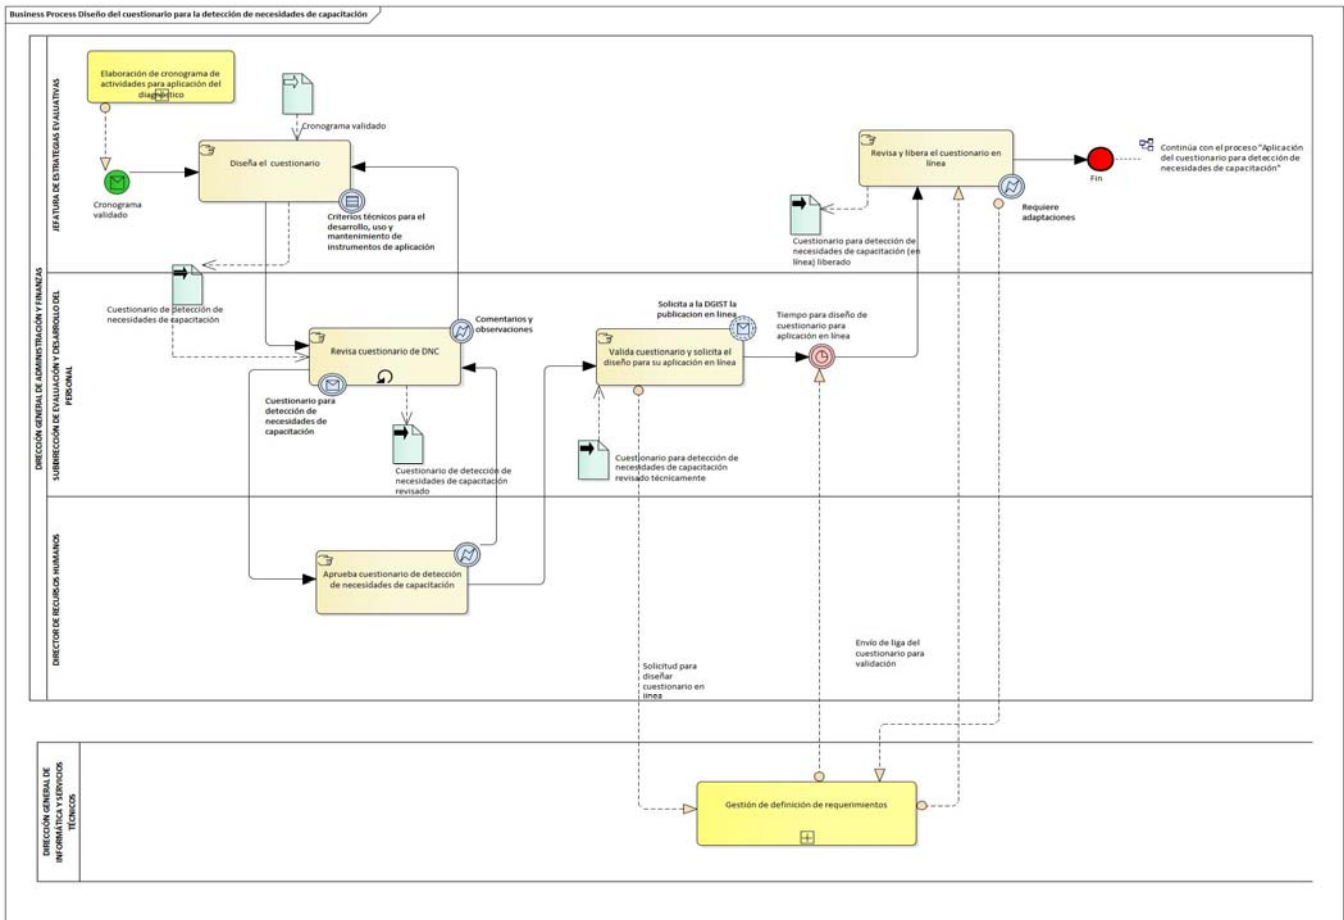 Business Process Diseño del cuestionario para la detección de necesidades de capacitación
DIRECCIÓN GENERAL DE ADMINISTRACIÓN Y FINANZAS
JEFATURA DE ESTRATEGIAS EVALUATIVAS
Elaboración de cronograma de
actividades para aplicación del
diagnóstico
Cronograma validado
Cronograma
validado
Diseña el cuestionario
Criterios técnicos para el
desarrollo, uso y
mantenimiento de
instrumentos de aplicación
Revisa y libera el cuestionario en
línea
Requiere
adaptaciones
Fin
Continúa con el proceso "Aplicación
del cuestionario para detección de
necesidades de capacitación"
Cuestionario para detección de
necesidades de capacitación (en
línea) liberado
SUBDIRECCIÓN DE EVALUACIÓN Y DESARROLLO DEL
PERSONAL
Cuestionario de detección de
necesidades de capacitación
Comentarios y
observaciones
Revisa cuestionario de DNC
Cuestionario para
detección de
necesidades de
capacitación
Cuestionario de detección de
necesidades de capacitación
revisado
Solicita a la DGIST la
publicacion en línea
Valida cuestionario y solicita el
diseño para su aplicación en línea
Tiempo para diseño de
cuestionario para
aplicación en línea
Cuestionario para detección de
necesidades de capacitación
revisado técnicamente
DIRECTOR DE RECURSOS HUMANOS
Aprueba cuestionario de detección
de necesidades de capacitación
Solicitud para
diseñar
cuestionario en
línea
Envío de liga del
cuestionario para
validación
DIRECCIÓN GENERAL DE
INFORMÁTICA Y SERVICIOS
TÉCNICOS
Gestión de definición de requerimientos